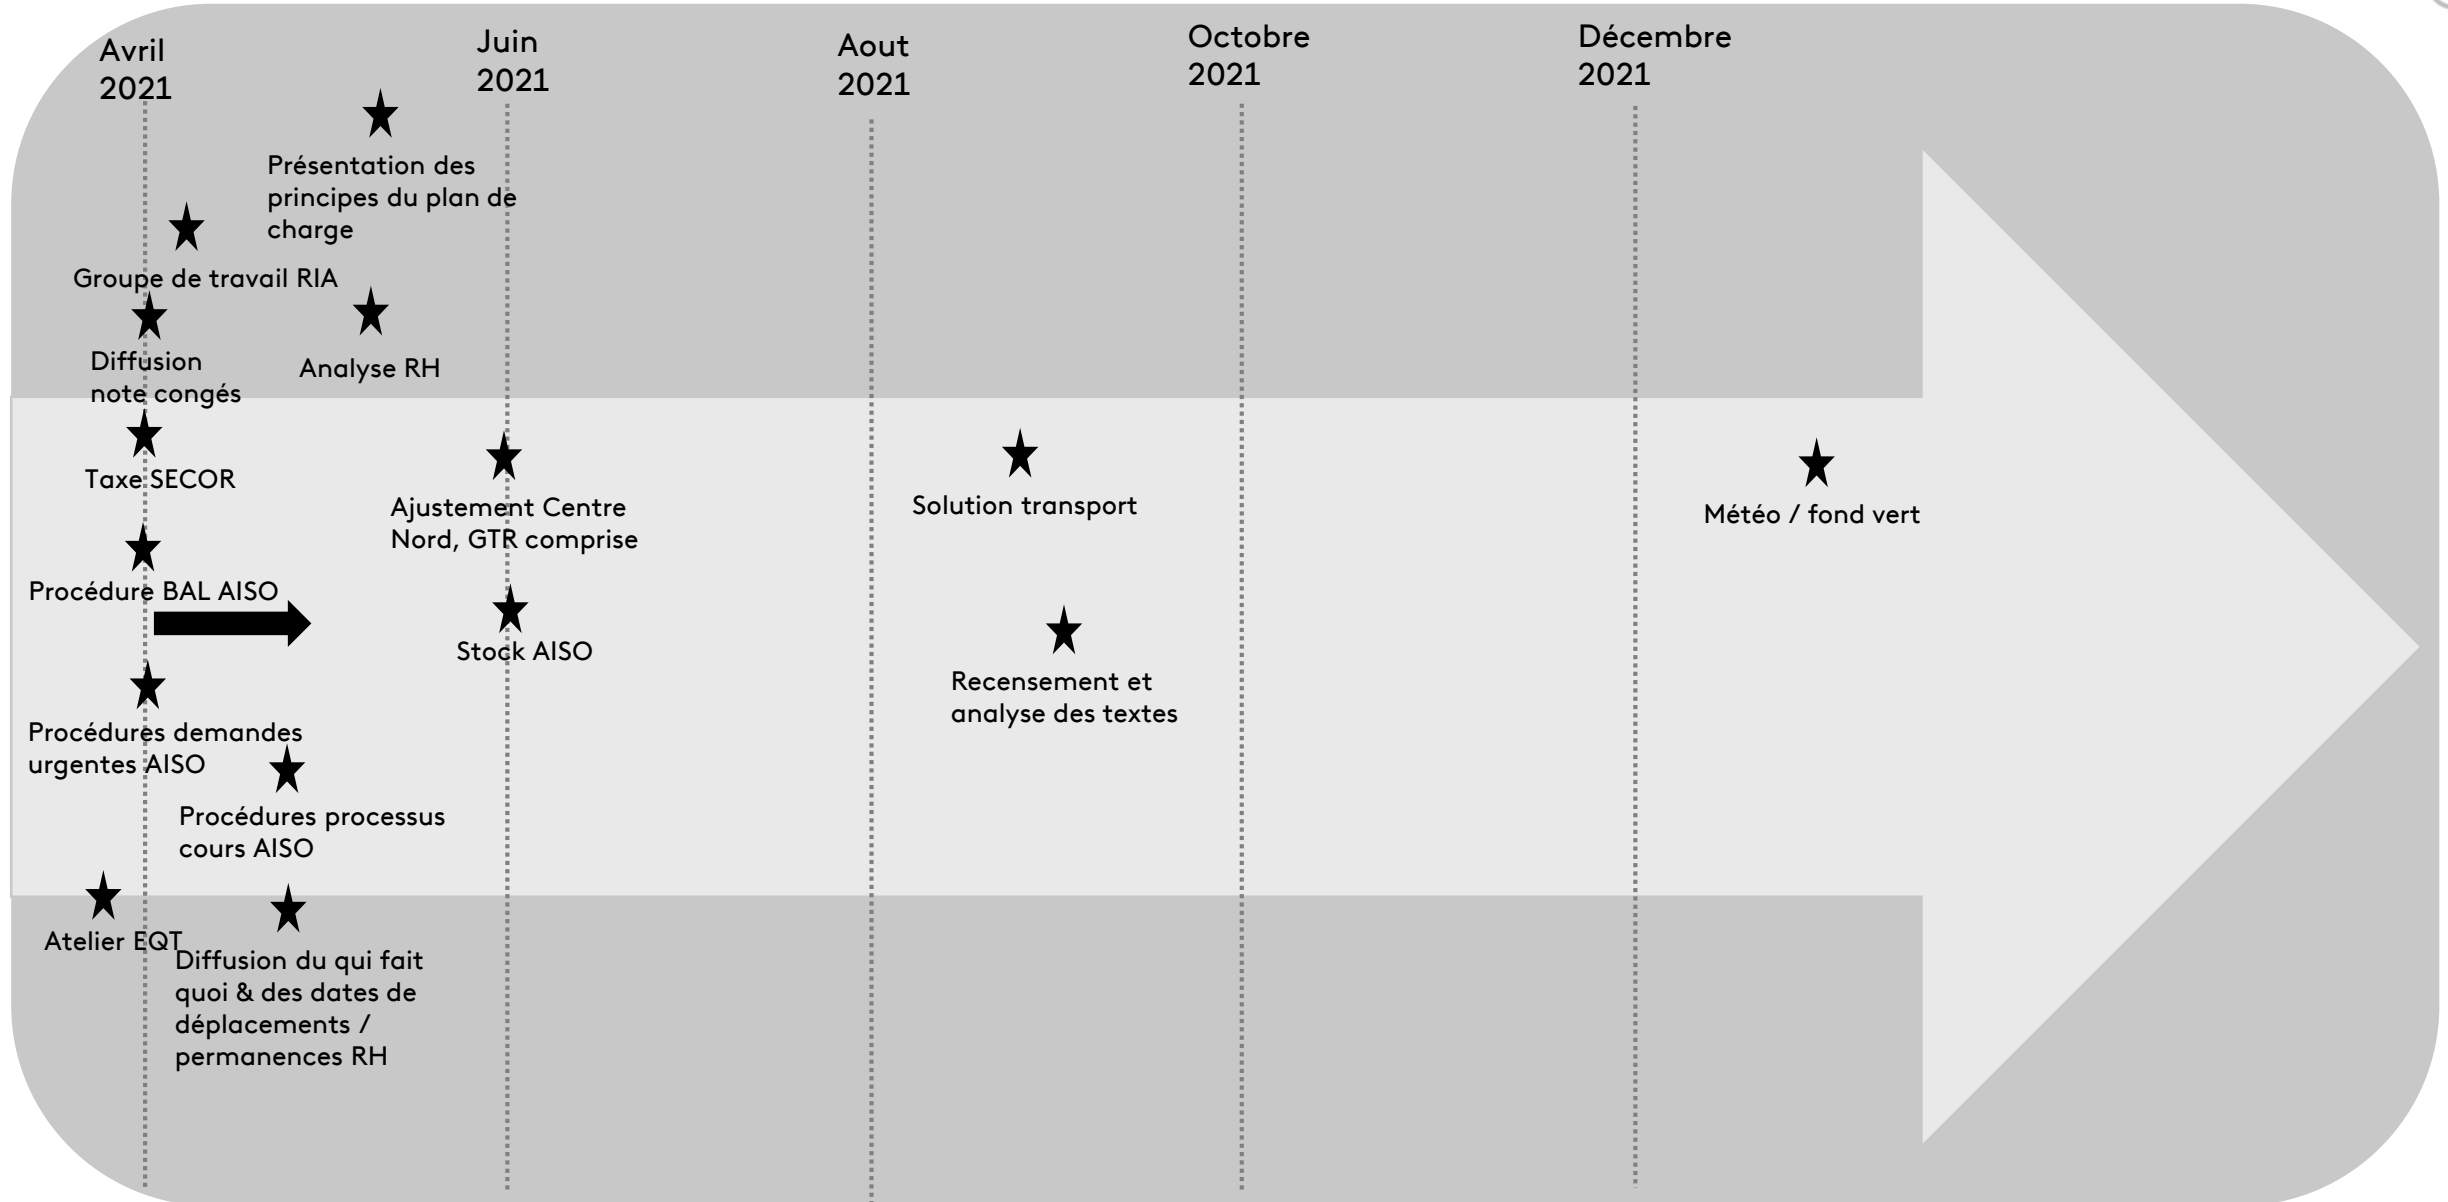 Avril
2021
Juin
2021
Aout
2021
Octobre
2021
Décembre
2021
Présentation des
principes du plan de
charge
Groupe de travail RIA
Diffusion
note congés
Analyse RH
Taxe SECOR
Ajustement Centre
Nord, GTR comprise
Solution transport
Météo / fond vert
Procédure BAL AISO
Stock AISO
Recensement et
analyse des textes
Procédures demandes
urgentes AISO
Procédures processus
cours AISO
Atelier EQT
Diffusion du qui fait
quoi & des dates de
déplacements /
permanences RH